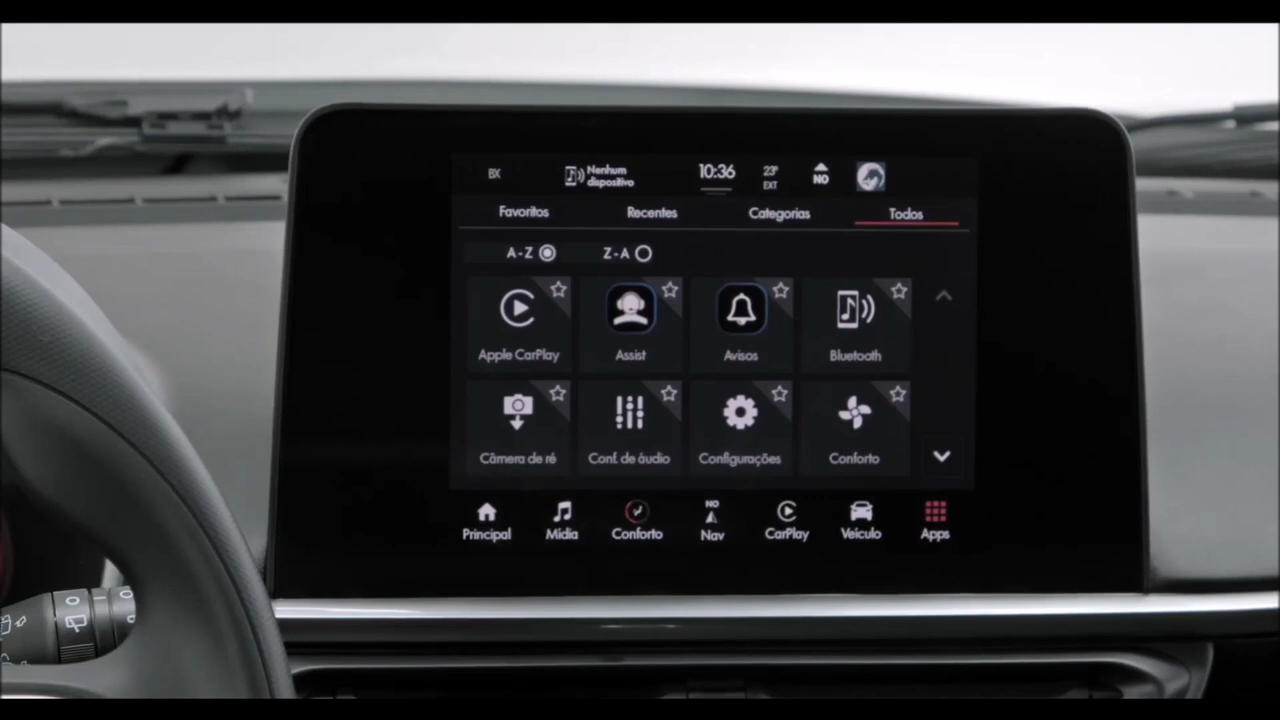 BX
Nenhum
dispositivo
10:36
23°
EXT
NO
Favoritos
Recentes
Categorias
Todos
A-Z
Z-A
Apple CarPlay
Assist
Avisos
Bluetooth
Câmera de ré
Conf. de áudio
Configurações
Conforto
Principal
Mídia
Conforto
NO
Nav
CarPlay
Veículo
Apps